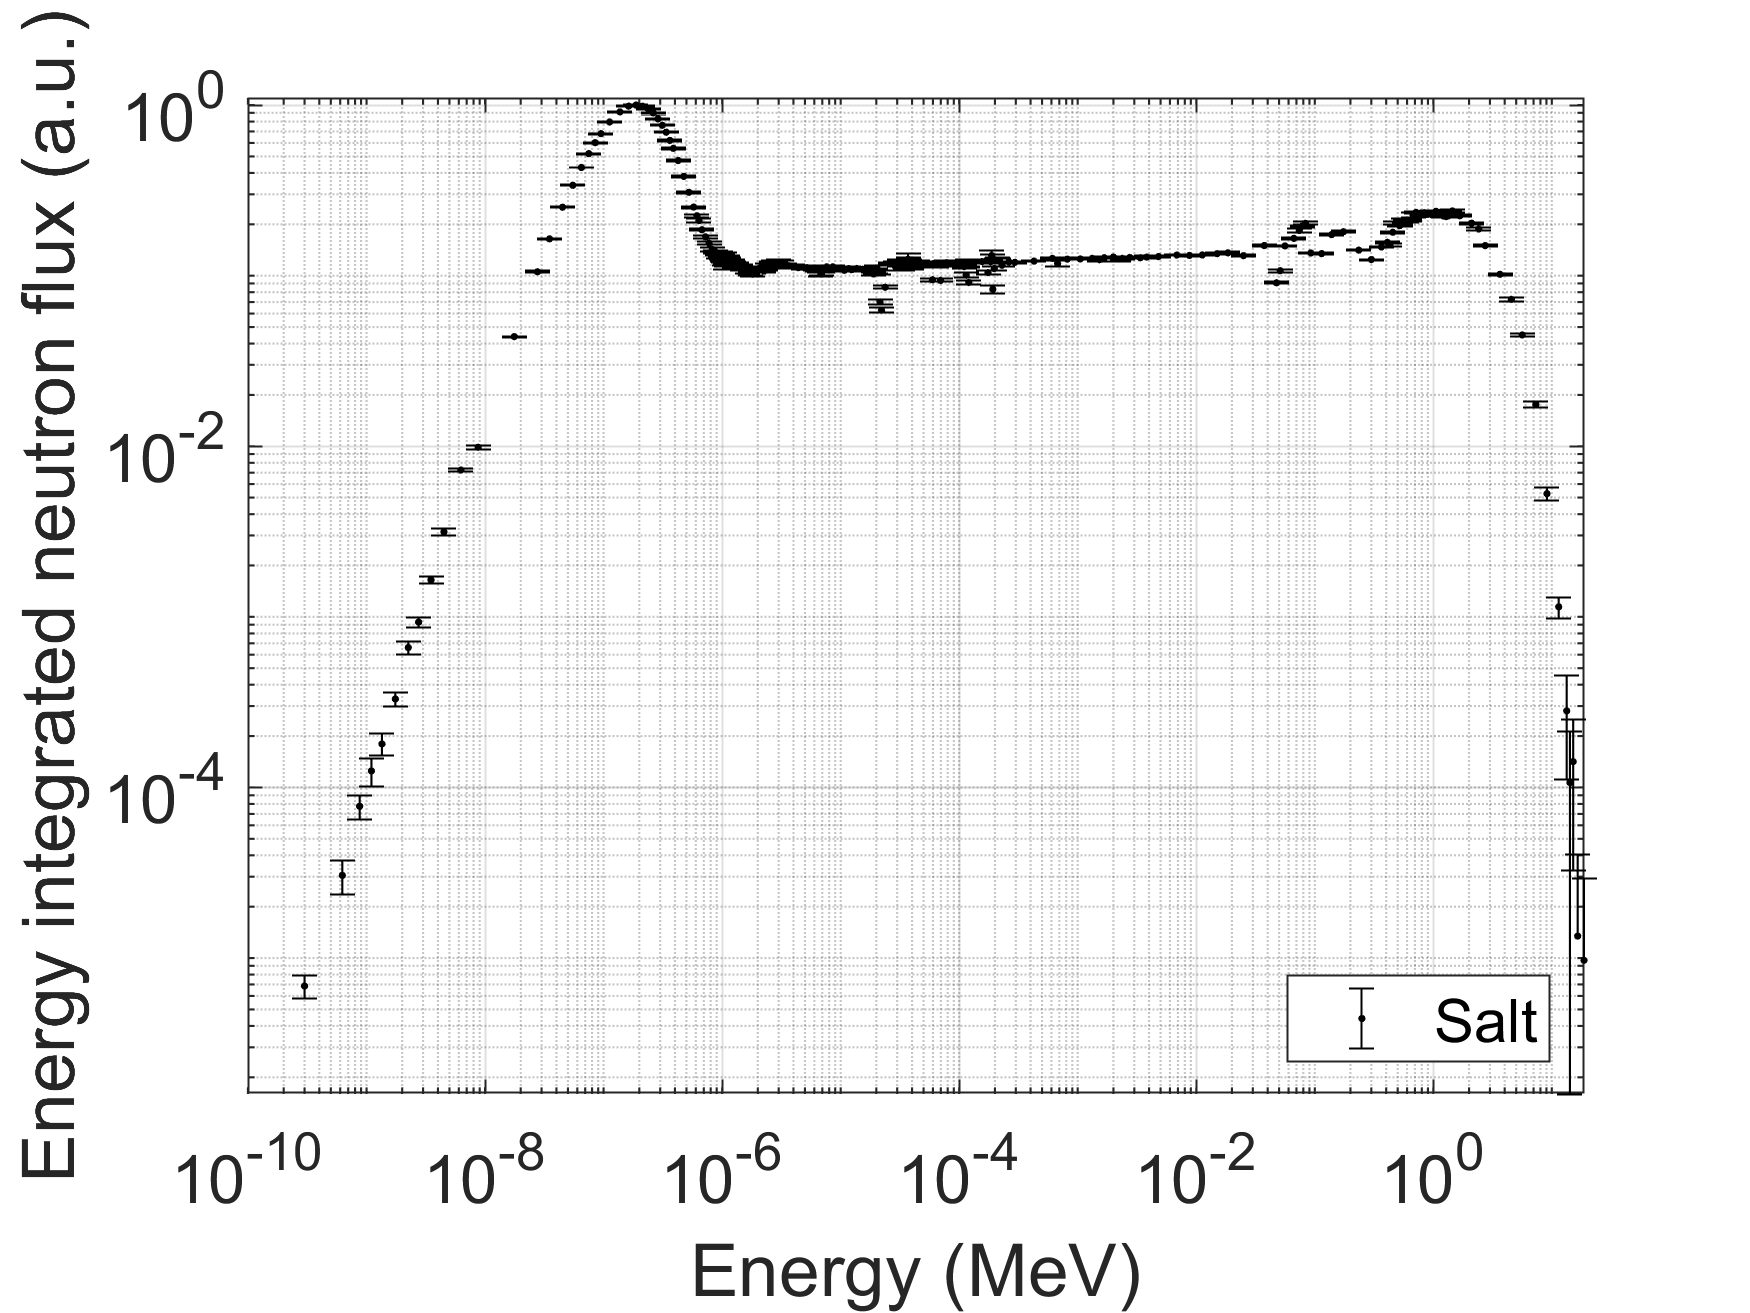 Energy integrated neutron flux (a.u.)
10^0
10^-2
10^-4
Salt
10^-10 10^-8 10^-6 10^-4 10^-2 10^0
Energy (MeV)